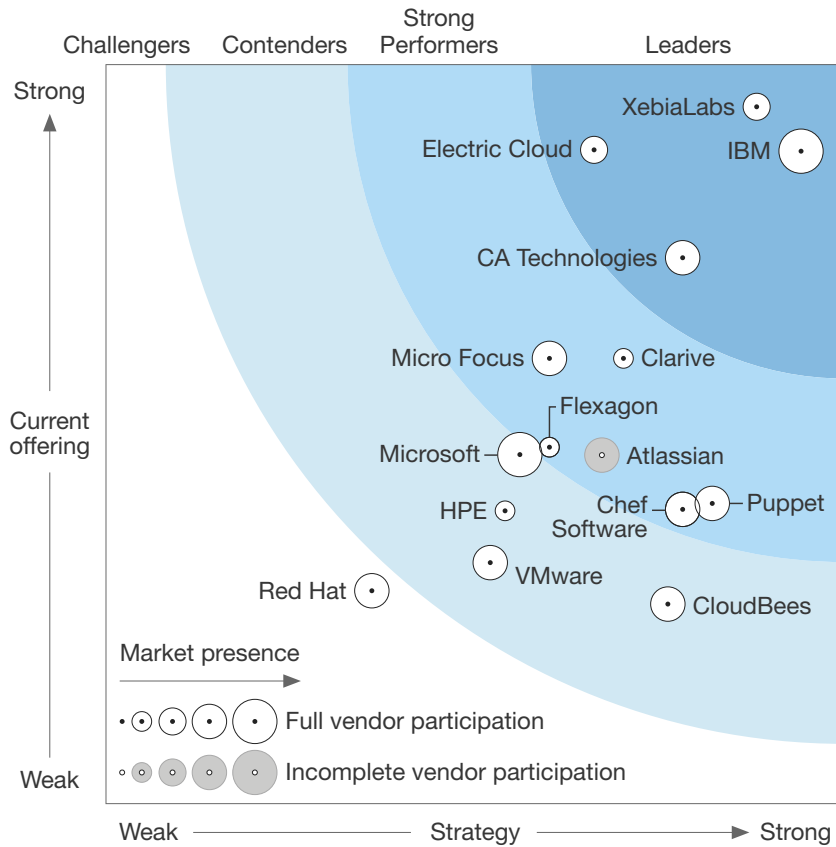 Strong
Challengers Contenders Performers Leaders
Strong
XebiaLabs
Electric Cloud
IBM
CA Technologies
Micro Focus
Clarive
Flexagon
Current
offering
Microsoft
Atlassian
HPE
Chef
Software
Puppet
VMware
Red Hat
CloudBees
Market presence
Full vendor participation
Incomplete vendor participation
Weak
Weak Strategy Strong